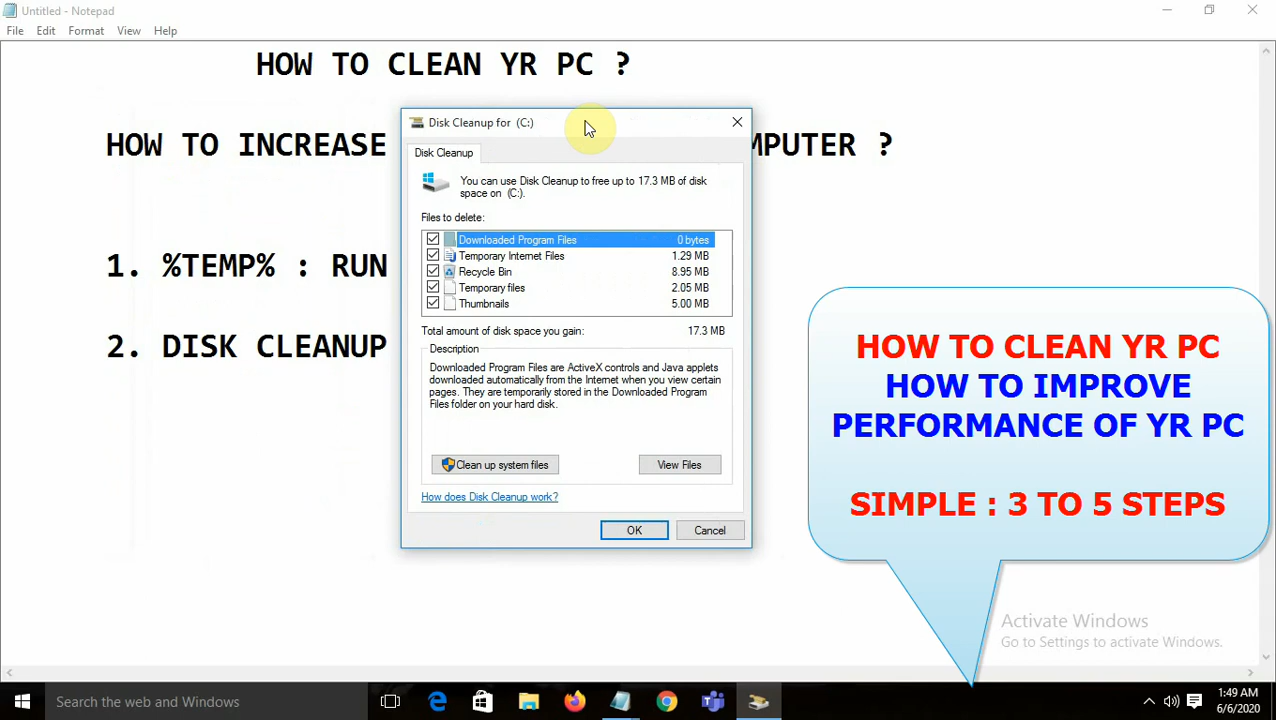 Untitled - Notepad
File Edit Format View Help
HOW TO CLEAN YR PC ?
HOW TO INCREASE MPUTER ?
1. %TEMP% : RUN
2. DISK CLEANUP
Disk Cleanup for (C:)
Disk Cleanup
You can use Disk Cleanup to free up to 17.3 MB of disk
space on (C:).
Files to delete:
Downloaded Program Files 0 bytes
Temporary Internet Files 1.29 MB
Recycle Bin 8.95 MB
Temporary files 2.05 MB
Thumbnails 5.00 MB
Total amount of disk space you gain: 17.3 MB
Description
Downloaded Program Files are ActiveX controls and Java applets
downloaded automatically from the Internet when you view certain
pages. They are temporarily stored in the Downloaded Program
Files folder on your hard disk.
Clean up system files View Files
How does Disk Cleanup work?
OK Cancel
HOW TO CLEAN YR PC
HOW TO IMPROVE
PERFORMANCE OF YR PC
SIMPLE : 3 TO 5 STEPS
Activate Windows
Go to Settings to activate Windows.
Search the web and Windows
1:49 AM
6/6/2020